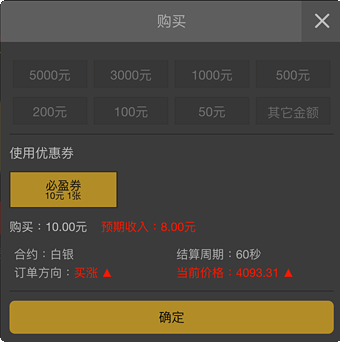 购买
5000元 3000元 1000元 500元
200元 100元 50元 其它金额
使用优惠券
必盈券
10元 1张
购买：10.00元 预期收入：8.00元
合约：白银 结算周期：60秒
订单方向：买涨 ▲ 当前价格：4093.31 ▲
确定